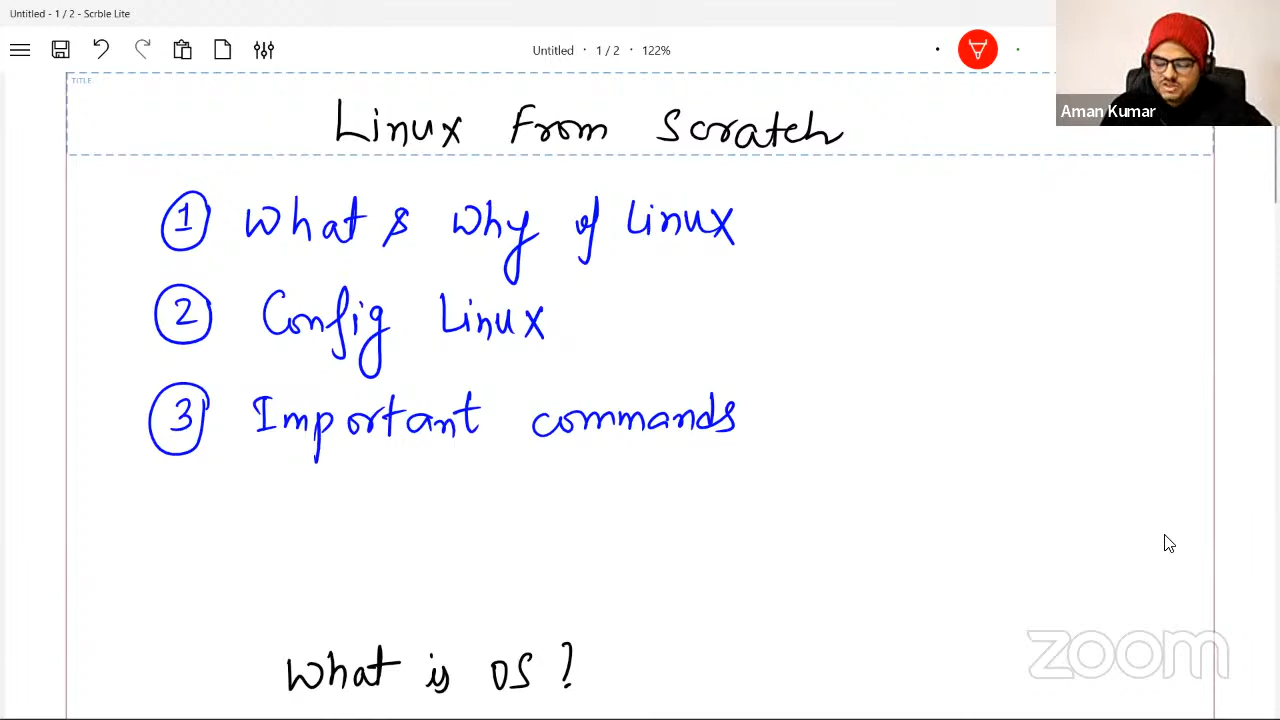 Untitled - 1 / 2 - Scrble Lite
Untitled · 1 / 2 · 122%
TITLE
Aman Kumar
Linux From Scratch
1 What & Why of Linux
2 Config Linux
3 Important commands
zoom
What is OS ?